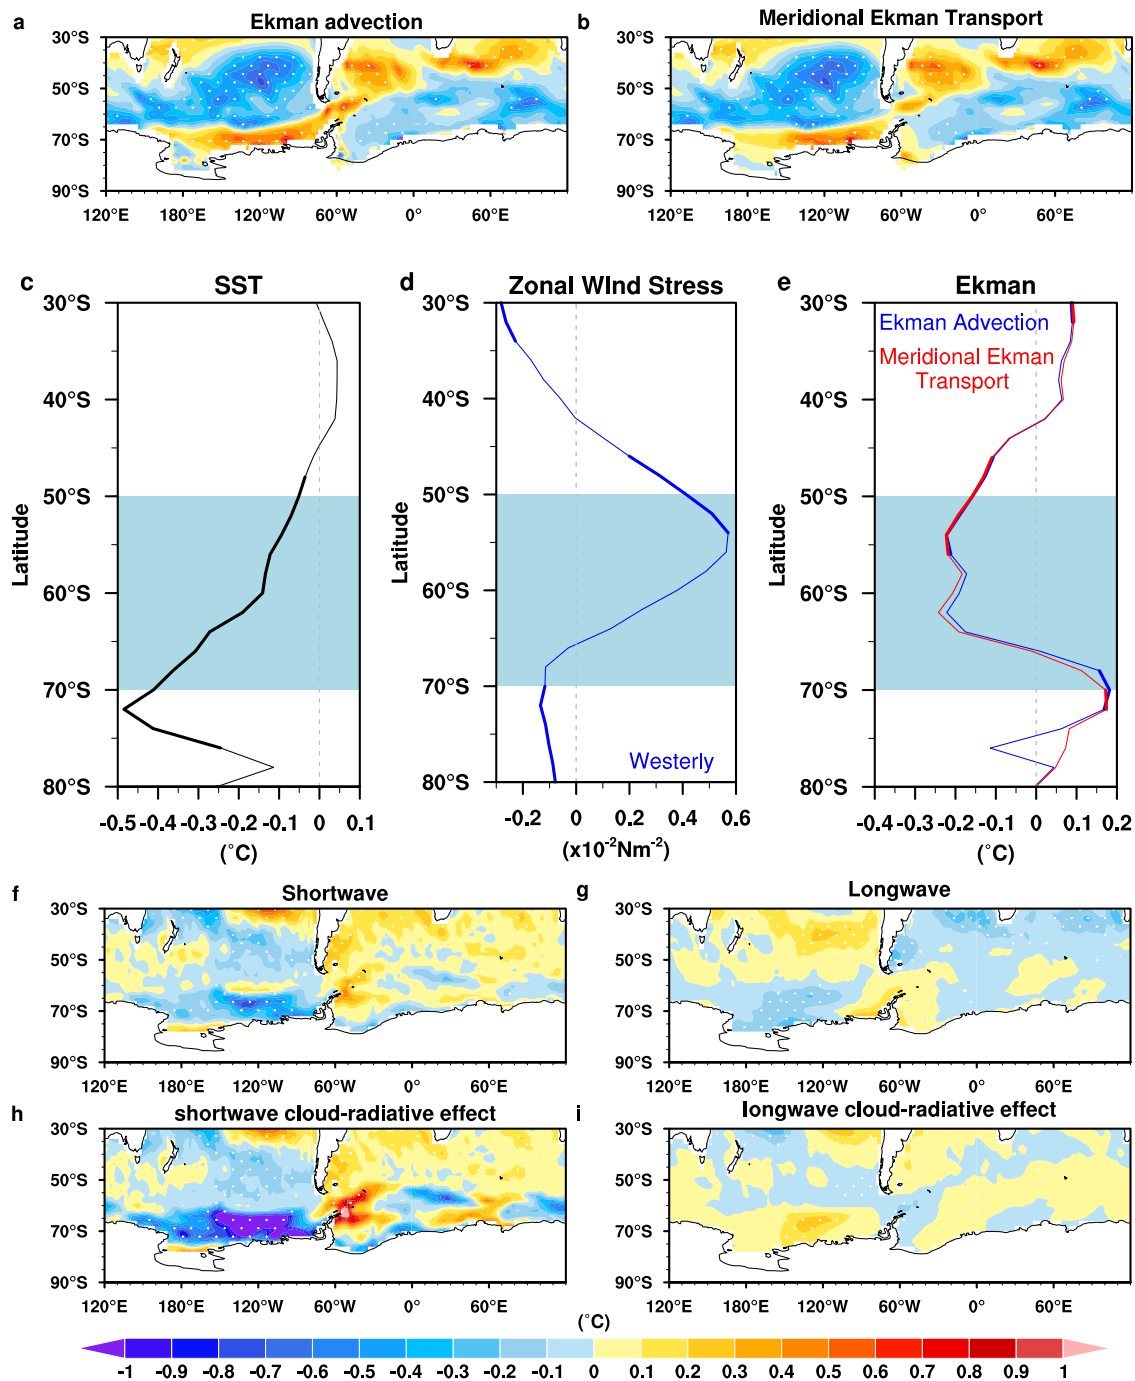 a Ekman advection
30°S
50°S
70°S
90°S
120°E 180°W 120°W 60°W 0° 60°E
b Meridional Ekman Transport
30°S
50°S
70°S
90°S
120°E 180°W 120°W 60°W 0° 60°E
c SST
30°S
40°S
50°S
60°S
70°S
80°S
Latitude
-0.5 -0.4 -0.3 -0.2 -0.1 0 0.1
(°C)
d Zonal WInd Stress
30°S
40°S
50°S
60°S
70°S
80°S
Latitude
Westerly
-0.2 0 0.2 0.4 0.6
(x10-2Nm-2)
e Ekman
Ekman Advection
Meridional Ekman
Transport
30°S
40°S
50°S
60°S
70°S
80°S
Latitude
-0.4 -0.3 -0.2 -0.1 0 0.1 0.2
(°C)
f Shortwave
30°S
50°S
70°S
90°S
120°E 180°W 120°W 60°W 0° 60°E
g Longwave
30°S
50°S
70°S
90°S
120°E 180°W 120°W 60°W 0° 60°E
h shortwave cloud-radiative effect
30°S
50°S
70°S
90°S
120°E 180°W 120°W 60°W 0° 60°E
longwave cloud-radiative effect i
30°S
50°S
70°S
90°S
120°E 180°W 120°W 60°W 0° 60°E
(°C)
-1 -0.9 -0.8 -0.7 -0.6 -0.5 -0.4 -0.3 -0.2 -0.1 0 0.1 0.2 0.3 0.4 0.5 0.6 0.7 0.8 0.9 1